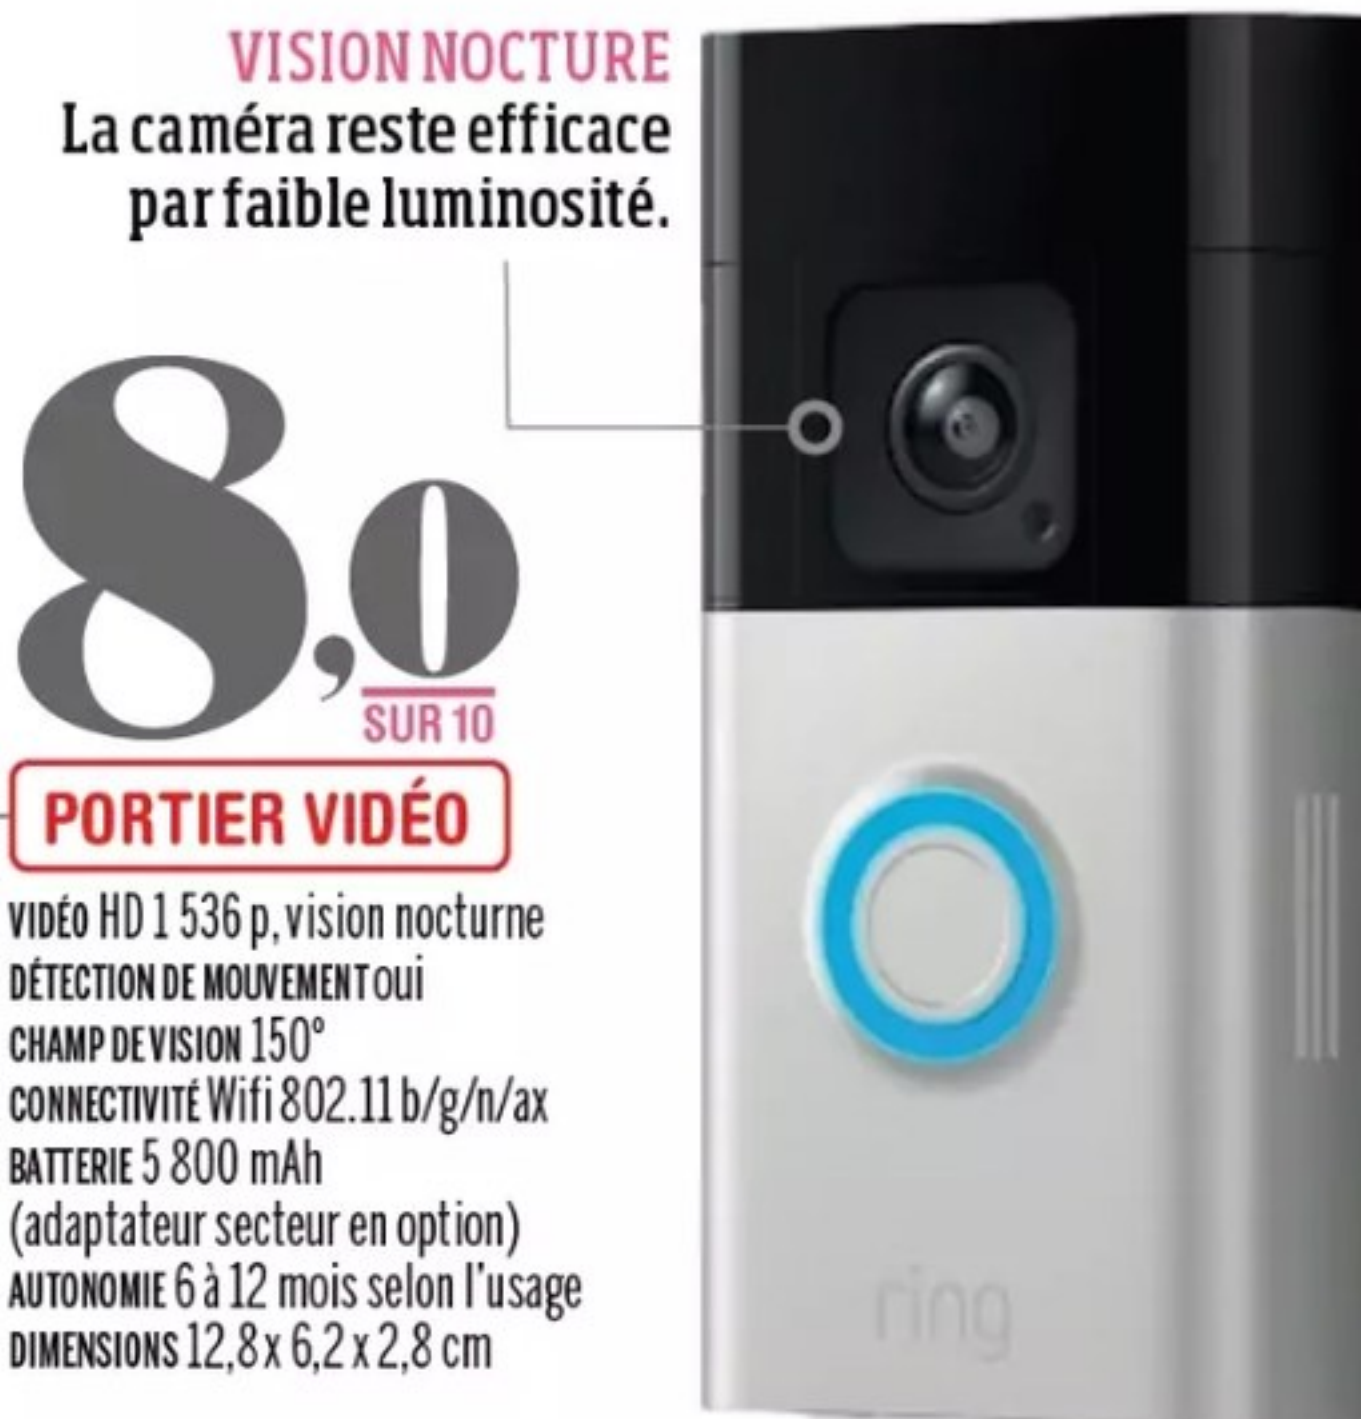 VISION NOCTURE
La caméra reste efficace
par faible luminosité.
8,0
SUR 10
PORTIER VIDÉO
VIDÉO HD 1 536 p, vision nocturne
DÉTECTION DE MOUVEMENT oui
CHAMP DE VISION 150°
CONNECTIVITÉ Wifi 802.11 b/g/n/ax
BATTERIE 5 800 mAh
(adaptateur secteur en option)
AUTONOMIE 6 à 12 mois selon l'usage
DIMENSIONS 12,8 x 6,2 x 2,8 cm
ring